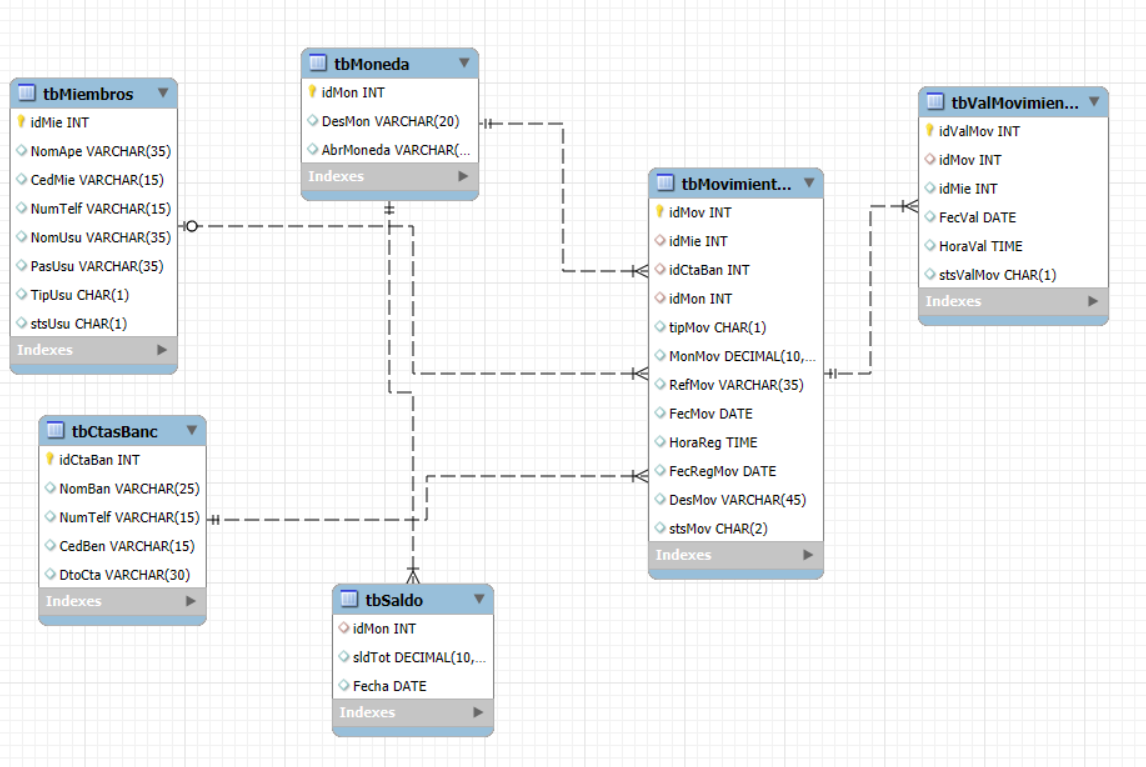 tbMiembros
idMie INT
NomApe VARCHAR(35)
CedMie VARCHAR(15)
NumTelf VARCHAR(15)
NomUsu VARCHAR(35)
PasUsu VARCHAR(35)
TipUsu CHAR(1)
stsUsu CHAR(1)
Indexes
tbMoneda
idMon INT
DesMon VARCHAR(20)
AbrMoneda VARCHAR(...
Indexes
tbMovimient...
idMov INT
idMie INT
idCtaBan INT
idMon INT
tipMov CHAR(1)
MonMov DECIMAL(10,...
RefMov VARCHAR(35)
FecMov DATE
HoraReg TIME
FecRegMov DATE
DesMov VARCHAR(45)
stsMov CHAR(2)
Indexes
tbValMovimien...
idValMov INT
idMov INT
idMie INT
FecVal DATE
HoraVal TIME
stsValMov CHAR(1)
Indexes
tbCtasBanc
idCtaBan INT
NomBan VARCHAR(25)
NumTelf VARCHAR(15)
CedBen VARCHAR(15)
DtoCta VARCHAR(30)
Indexes
tbSaldo
idMon INT
sldTot DECIMAL(10,...
Fecha DATE
Indexes